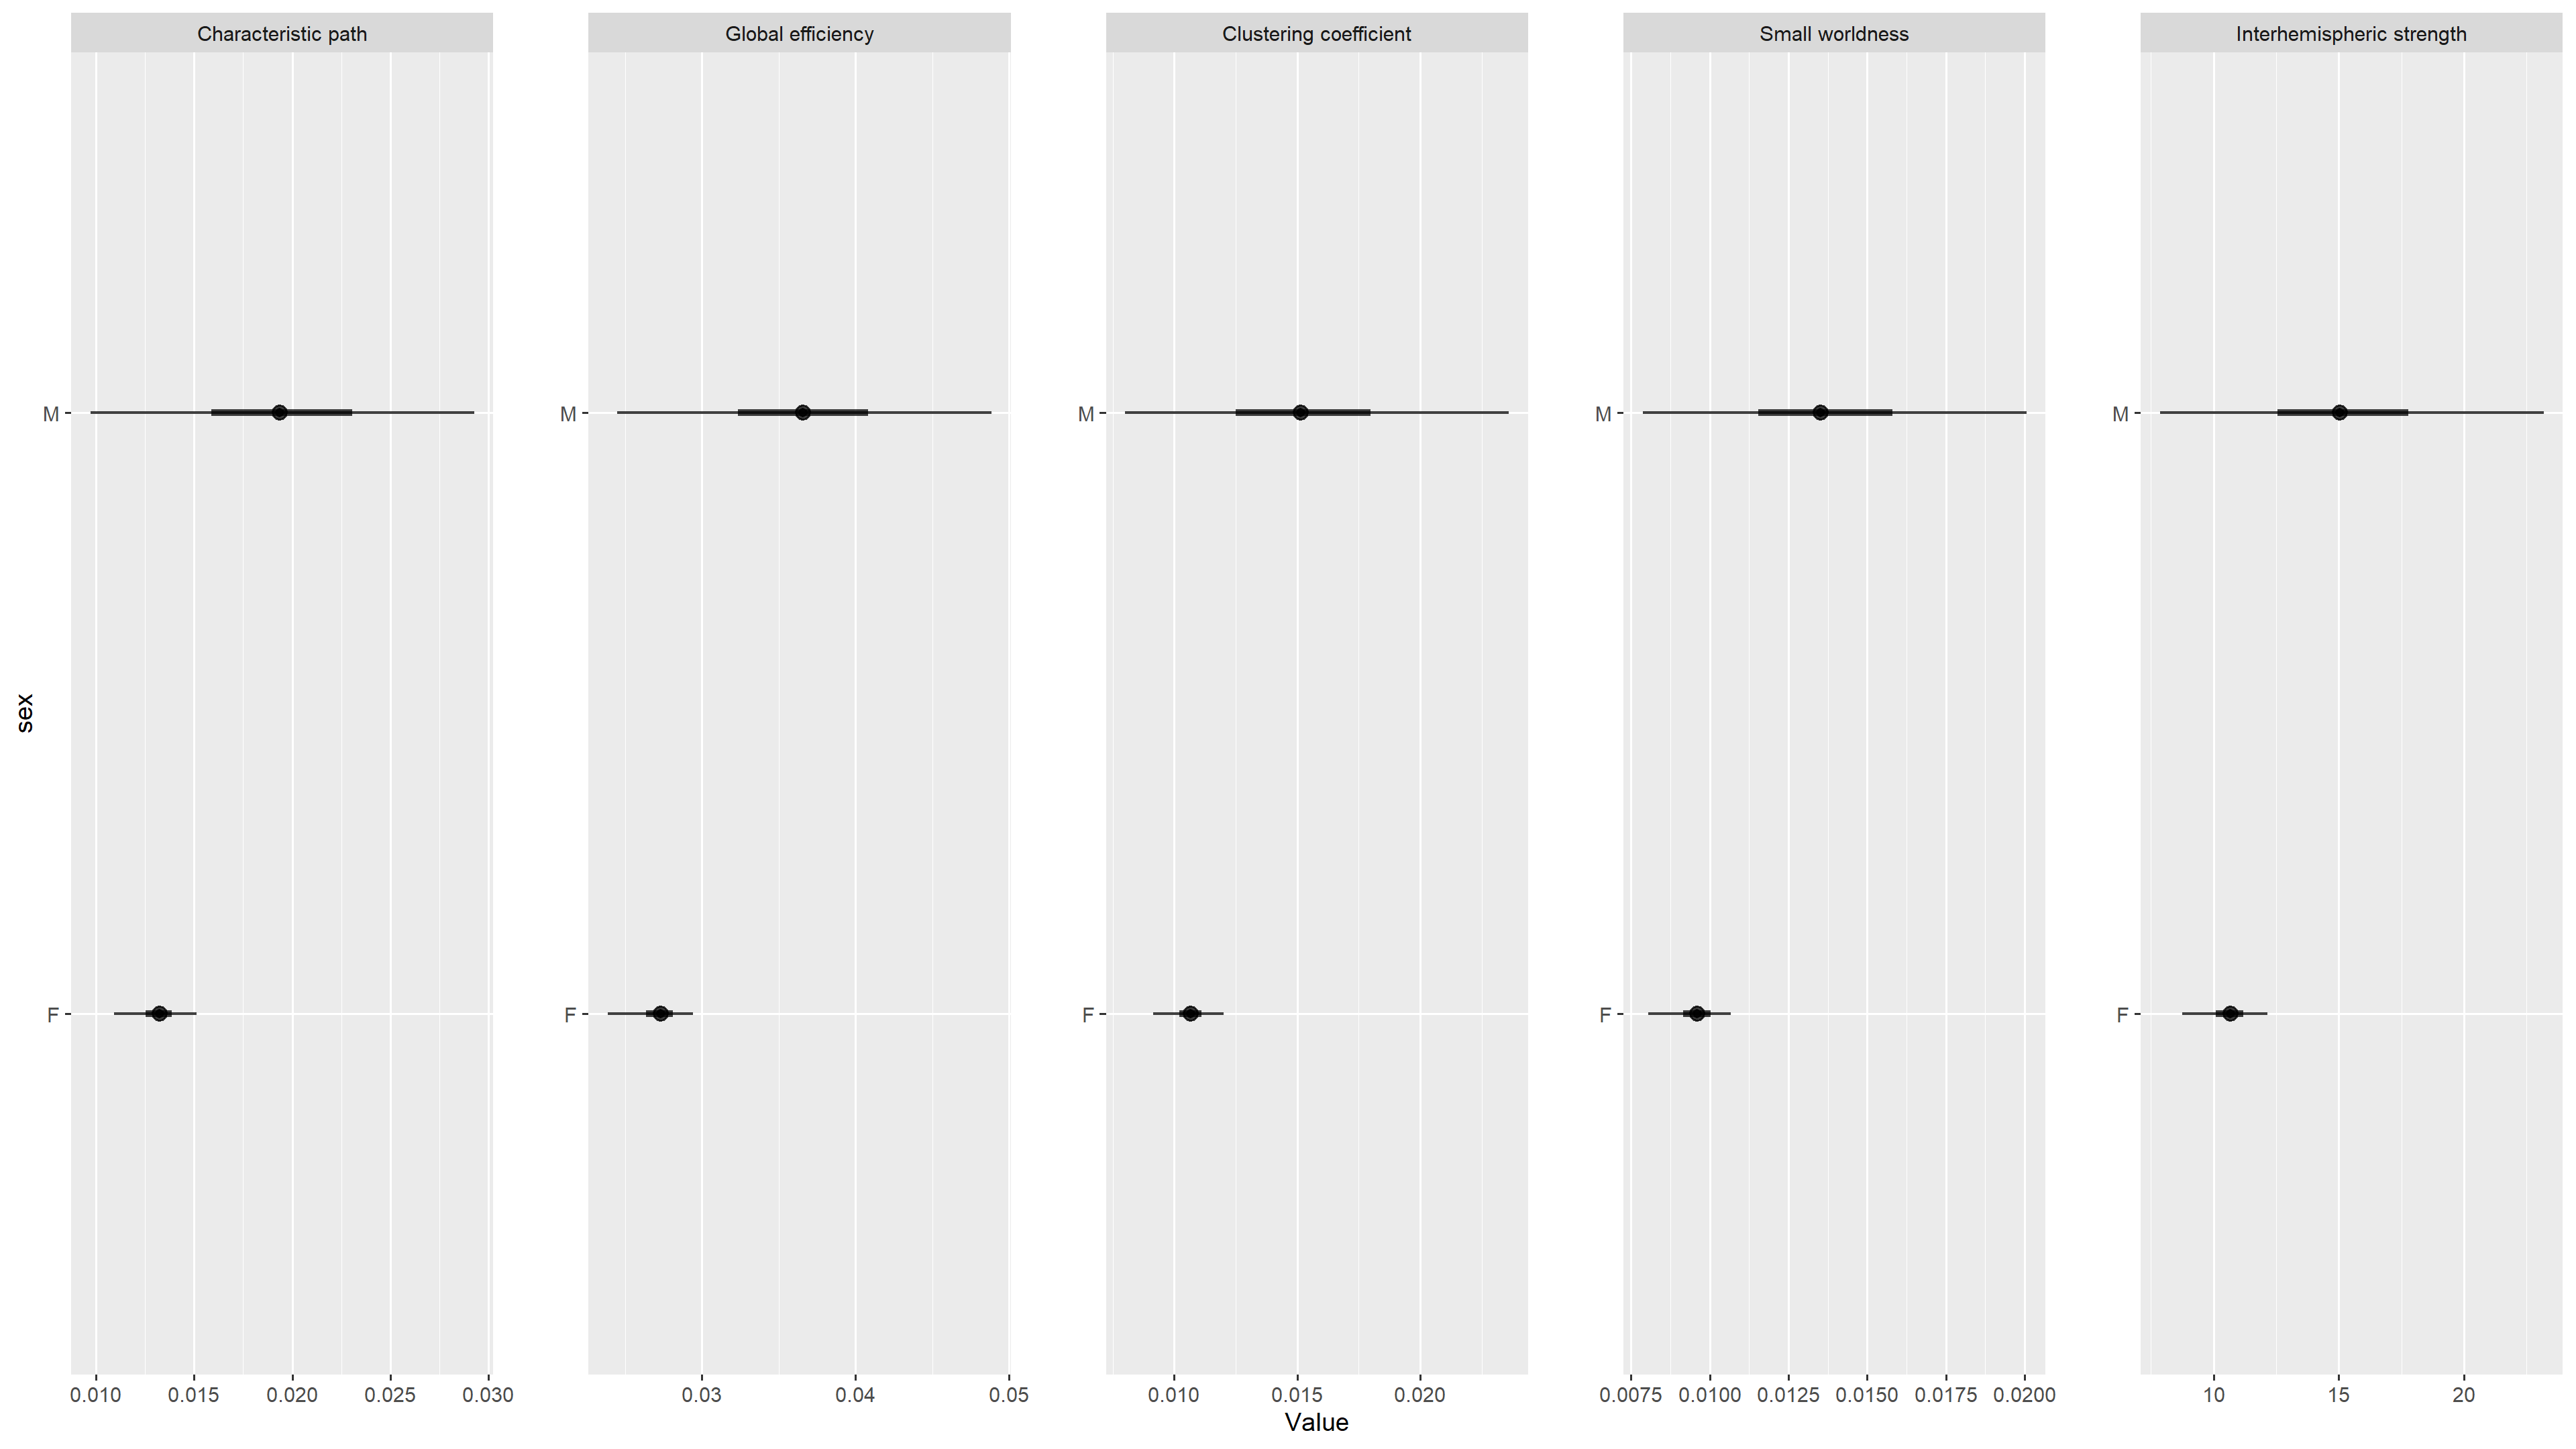 Characteristic path
Global efficiency
Clustering coefficient
Small worldness
Interhemispheric strength
sex
M
M
M
M
M
F
F
F
F
F
0.010 0.015 0.020 0.025 0.030
0.03 0.04 0.05
0.010 0.015 0.020
0.0075 0.0100 0.0125 0.0150 0.0175 0.0200
10 15 20
Value